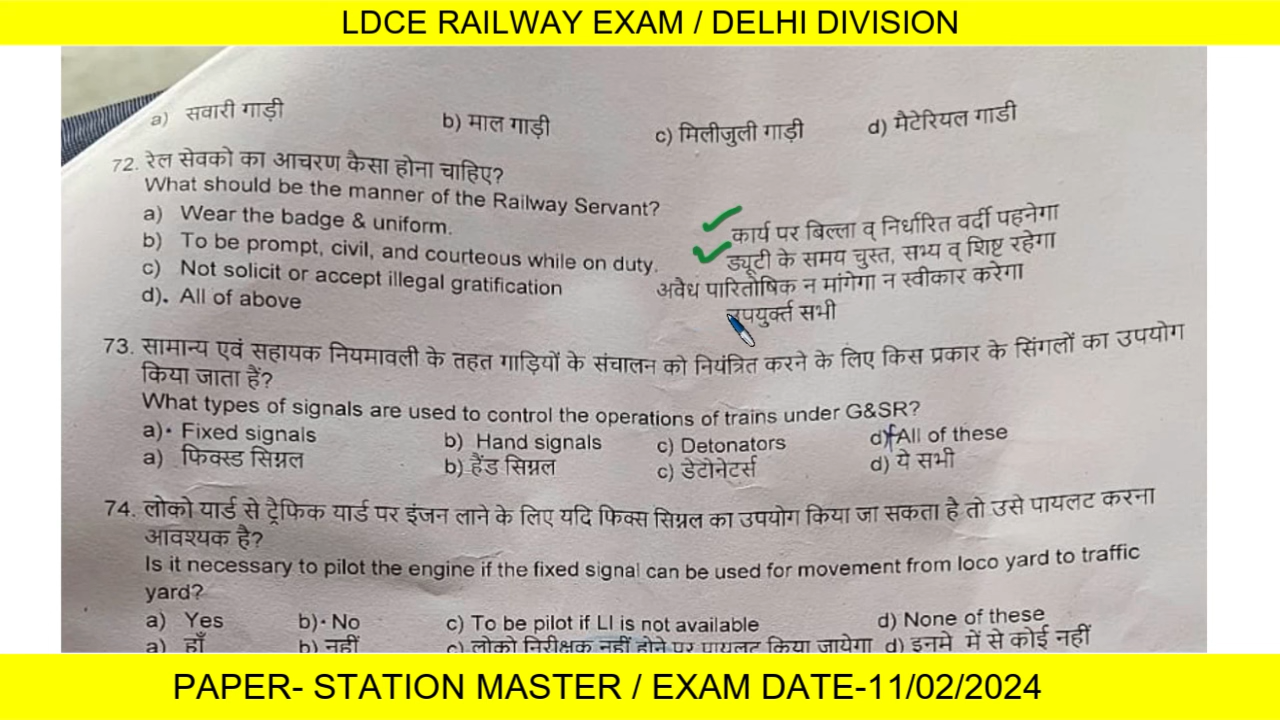 LDCE RAILWAY EXAM / DELHI DIVISION
a) सवारी गाड़ी b) माल गाड़ी c) मिलीजुली गाड़ी d) मैटेरियल गाडी
72. रेल सेवको का आचरण कैसा होना चाहिए?
What should be the manner of the Railway Servant?
a) Wear the badge & uniform. कार्य पर बिल्ला व् निर्धारित वर्दी पहनेगा
b) To be prompt, civil, and courteous while on duty. ड्यूटी के समय चुस्त, सभ्य व् शिष्ट रहेगा
c) Not solicit or accept illegal gratification अवैध पारितोषिक न मांगेगा न स्वीकार करेगा
d). All of above उपयुर्क्त सभी
73. सामान्य एवं सहायक नियमावली के तहत गाड़ियों के संचालन को नियंत्रित करने के लिए किस प्रकार के सिंगलों का उपयोग
किया जाता हैं?
What types of signals are used to control the operations of trains under G&SR?
a)• Fixed signals b) Hand signals c) Detonators d) All of these
a) फिक्स्ड सिग्नल b) हैंड सिग्नल c) डेटोनेटर्स d) ये सभी
74. लोको यार्ड से ट्रैफिक यार्ड पर इंजन लाने के लिए यदि फिक्स सिग्नल का उपयोग किया जा सकता है तो उसे पायलट करना
आवश्यक है?
Is it necessary to pilot the engine if the fixed signal can be used for movement from loco yard to traffic
yard?
a) Yes b)• No c) To be pilot if LI is not available d) None of these
a) हाँ b) नहीं c) लोको निरीक्षक नहीं होने पर पायलट किया जायेगा d) इनमे में से कोई नहीं
PAPER- STATION MASTER / EXAM DATE-11/02/2024